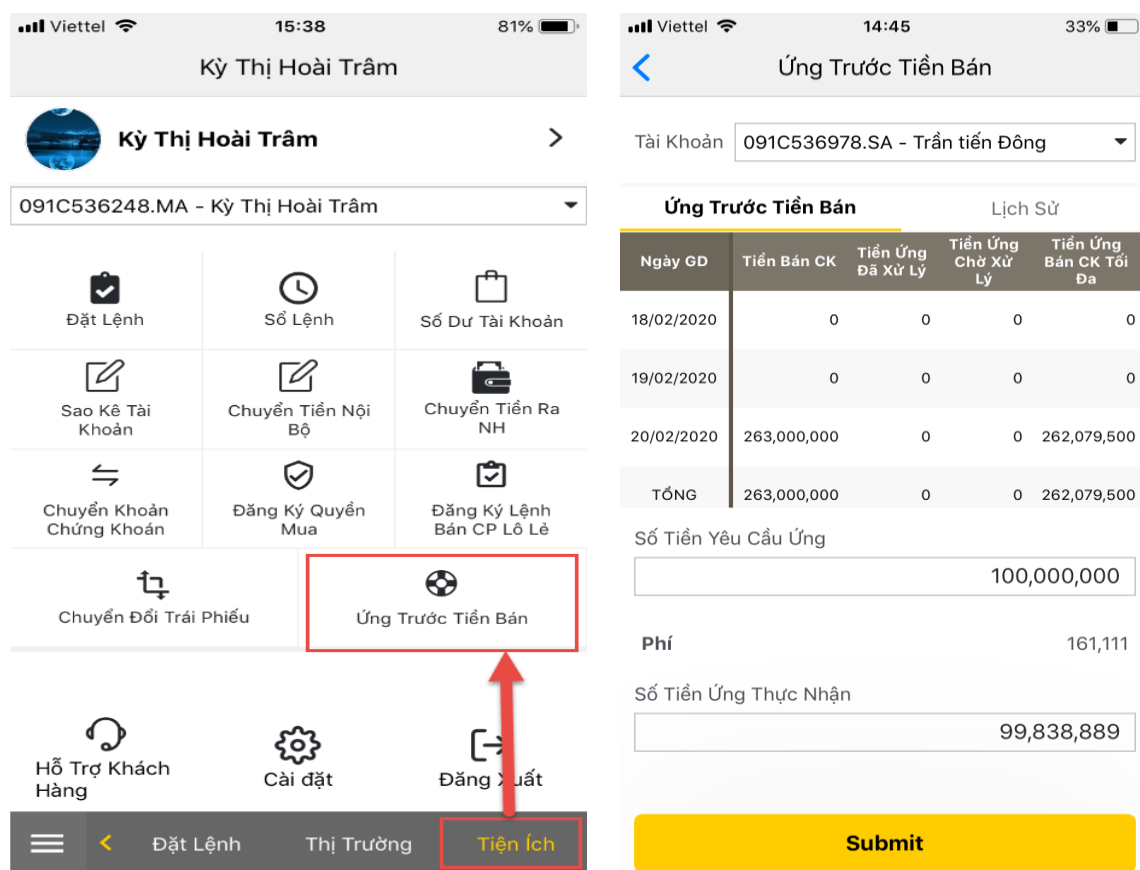 Viettel 15:38 81%
Kỳ Thị Hoài Trâm
Kỳ Thị Hoài Trâm
091C536248.MA - Kỳ Thị Hoài Trâm
Đặt Lệnh
Sổ Lệnh
Số Dư Tài Khoản
Sao Kê Tài
Khoản
Chuyển Tiền Nội
Bộ
Chuyển Tiền Ra
NH
Chuyển Khoản
Chứng Khoán
Đăng Ký Quyền
Mua
Đăng Ký Lệnh
Bán CP Lô Lẻ
Chuyển Đổi Trái Phiếu
Ứng Trước Tiền Bán
Hỗ Trợ Khách
Hàng
Cài đặt
Đăng Xuất
Đặt Lệnh Thị Trường Tiện Ích
Viettel 14:45 33%
Ứng Trước Tiền Bán
Tài Khoản 091C536978.SA - Trần tiến Đông
Ứng Trước Tiền Bán Lịch Sử
Ngày GD
Tiền Bán CK
Tiền Ứng
Đã Xử Lý
Tiền Ứng
Chờ Xử
Lý
Tiền Ứng
Bán CK Tối
Đa
18/02/2020 0 0 0 0
19/02/2020 0 0 0 0
20/02/2020 263,000,000 0 0 262,079,500
TỔNG 263,000,000 0 0 262,079,500
Số Tiền Yêu Cầu Ứng
100,000,000
Phí 161,111
Số Tiền Ứng Thực Nhận
99,838,889
Submit